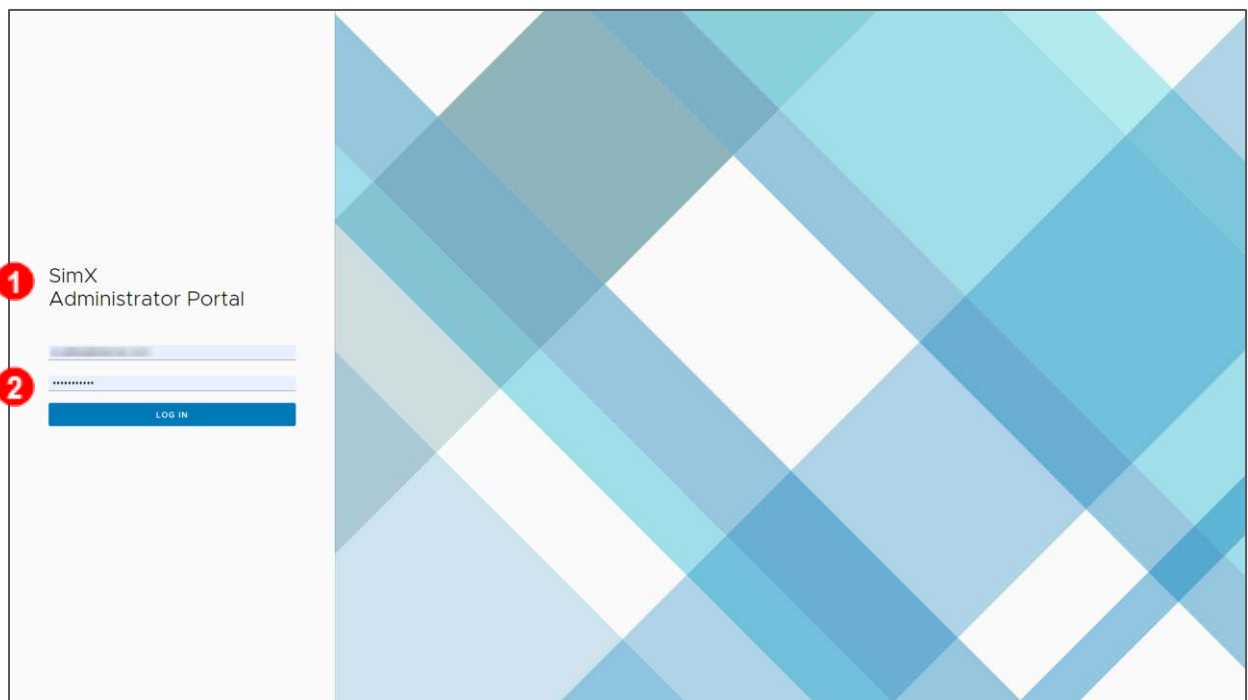 1
SimX
Administrator Portal
2
•••••••••••
LOG IN